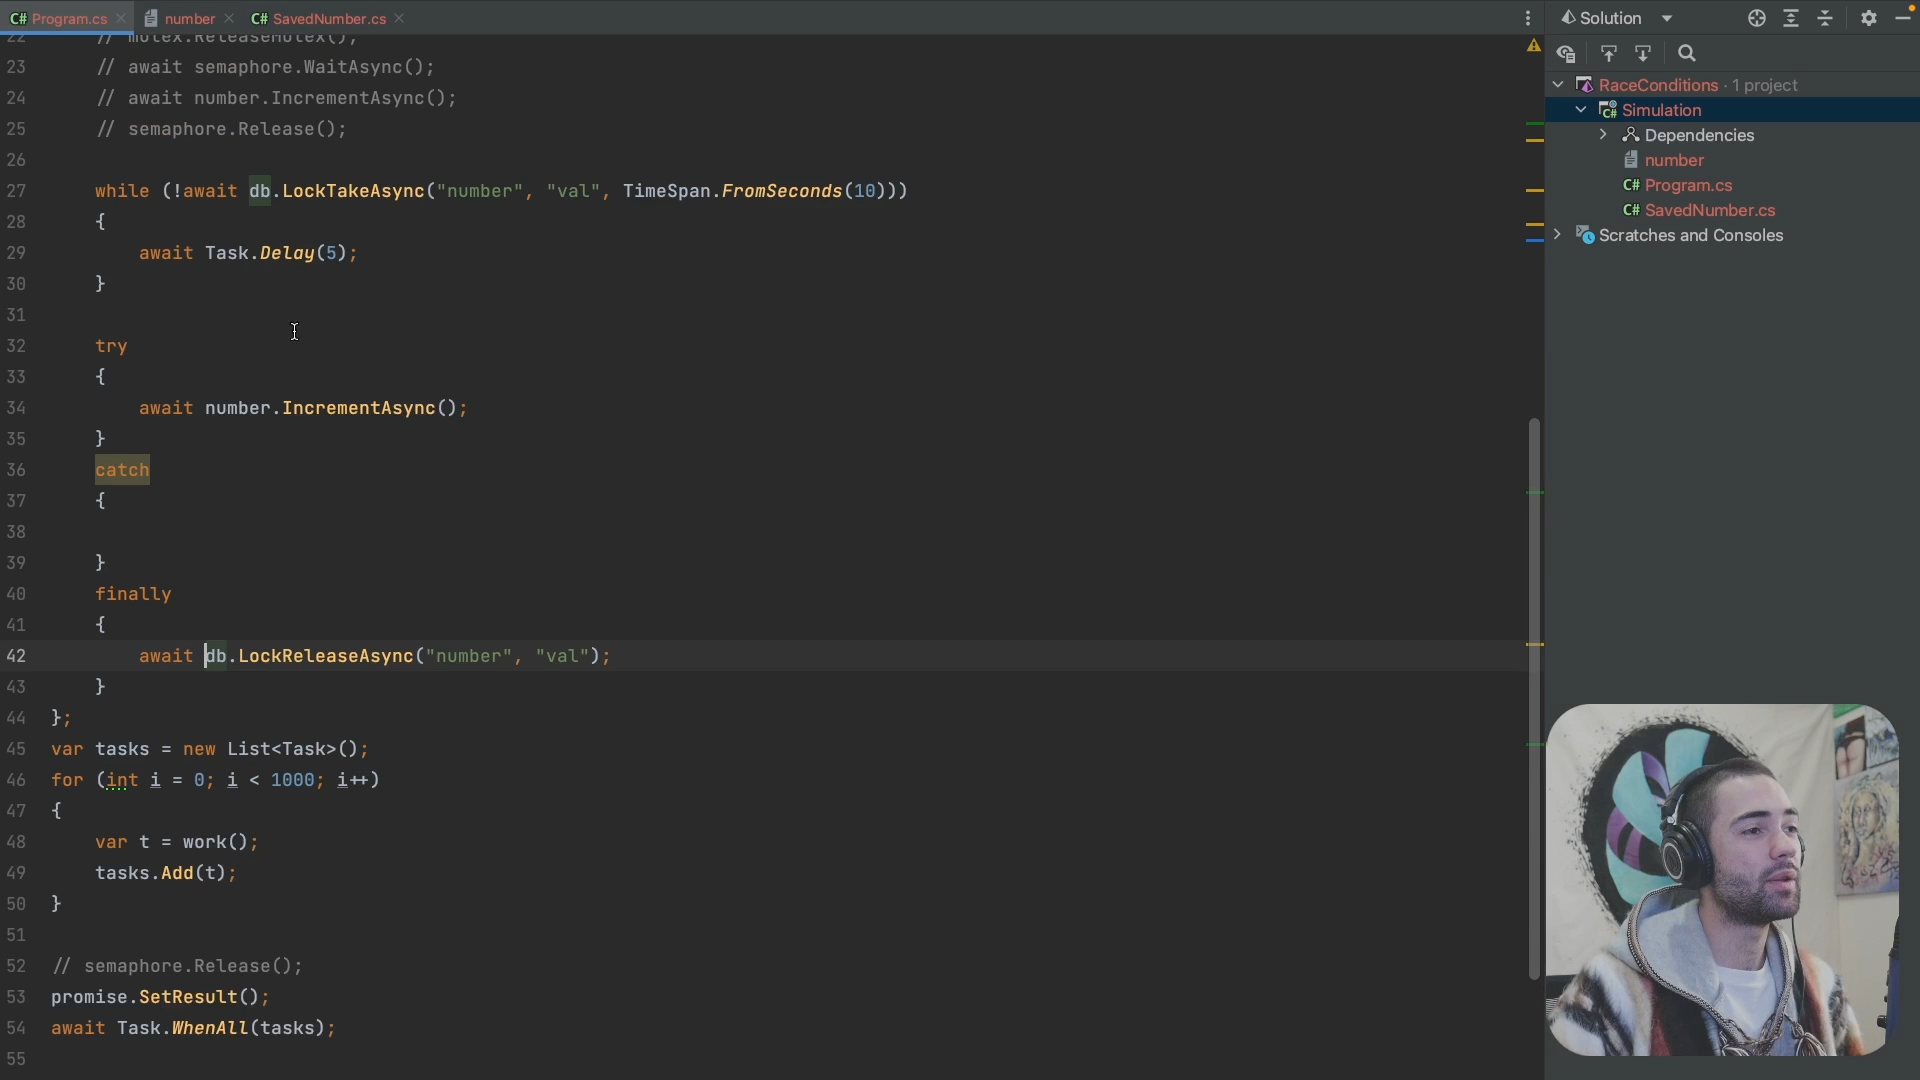 Program.cs
number
SavedNumber.cs
Solution
22 // mutex.ReleaseMutex();
23 // await semaphore.WaitAsync();
24 // await number.IncrementAsync();
25 // semaphore.Release();
26
27 while (!await db.LockTakeAsync("number", "val", TimeSpan.FromSeconds(10)))
28 {
29 await Task.Delay(5);
30 }
31
32 try
33 {
34 await number.IncrementAsync();
35 }
36 catch
37 {
38
39 }
40 finally
41 {
42 await db.LockReleaseAsync("number", "val");
43 }
44 };
45 var tasks = new List<Task>();
46 for (int i = 0; i < 1000; i++)
47 {
48 var t = work();
49 tasks.Add(t);
50 }
51
52 // semaphore.Release();
53 promise.SetResult();
54 await Task.WhenAll(tasks);
55
RaceConditions · 1 project
Simulation
Dependencies
number
Program.cs
SavedNumber.cs
Scratches and Consoles